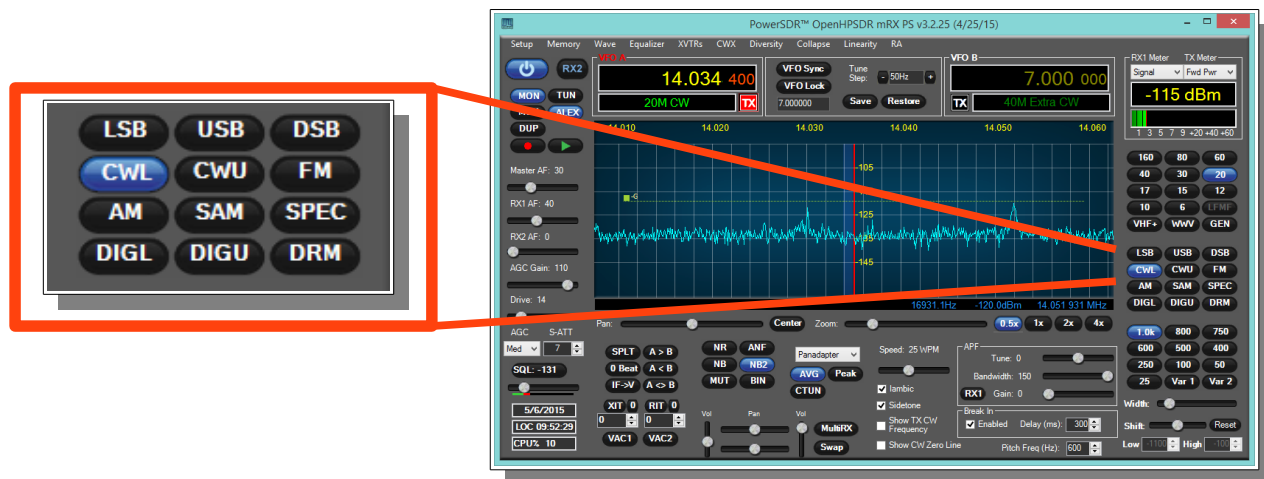 LSB USB DSB
CWL CWU FM
AM SAM SPEC
DIGL DIGU DRM
PowerSDR™ OpenHPSDR mRX PS v3.2.25 (4/25/15)
Setup Memory Wave Equalizer XVTRs CWX Diversity Collapse Linearity RA
RX2
MON TUN
ALEX
DUP
VFO A
14.034 400
20M CW TX
VFO Sync
VFO Lock
Tune Step: - 50Hz +
7.000000 Save Restore
VFO B
7.000 000
TX 40M Extra CW
RX1 Meter TX Meter
Signal Fwd Pwr
-115 dBm
1 3 5 7 9 +20 +40 +60
14.010 14.020 14.030 14.040 14.050 14.060
-G
-105
-125
-135
-145
16931.1Hz -120.0dBm 14.051 931 MHz
Master AF: 30
RX1 AF: 40
RX2 AF: 0
AGC Gain: 110
Drive: 14
AGC S-ATT
Med 7
SQL: -131
5/6/2015
LOC 09:52:29
CPU% 10
Pan: Center Zoom: 0.5x 1x 2x 4x
SPLT A > B
0 Beat A < B
IF->V A <> B
XIT 0 RIT 0
0 0
VAC1 VAC2
NR ANF
NB NB2
MUT BIN
Panadapter
AVG Peak
CTUN
Vol Pan Vol
MultiRX
Swap
Speed: 25 WPM
Iambic
Sidetone
Show TX CW Frequency
Show CW Zero Line
APF
Tune: 0
Bandwidth: 150
RX1 Gain: 0
Break In
Enabled Delay (ms): 300
Pitch Freq (Hz): 600
160 80 60
40 30 20
17 15 12
10 6 LFMF
VHF+ WWV GEN
LSB USB DSB
CWL CWU FM
AM SAM SPEC
DIGL DIGU DRM
1.0k 800 750
600 500 400
250 100 50
25 Var 1 Var 2
Width:
Shift: Reset
Low -1100 High -100